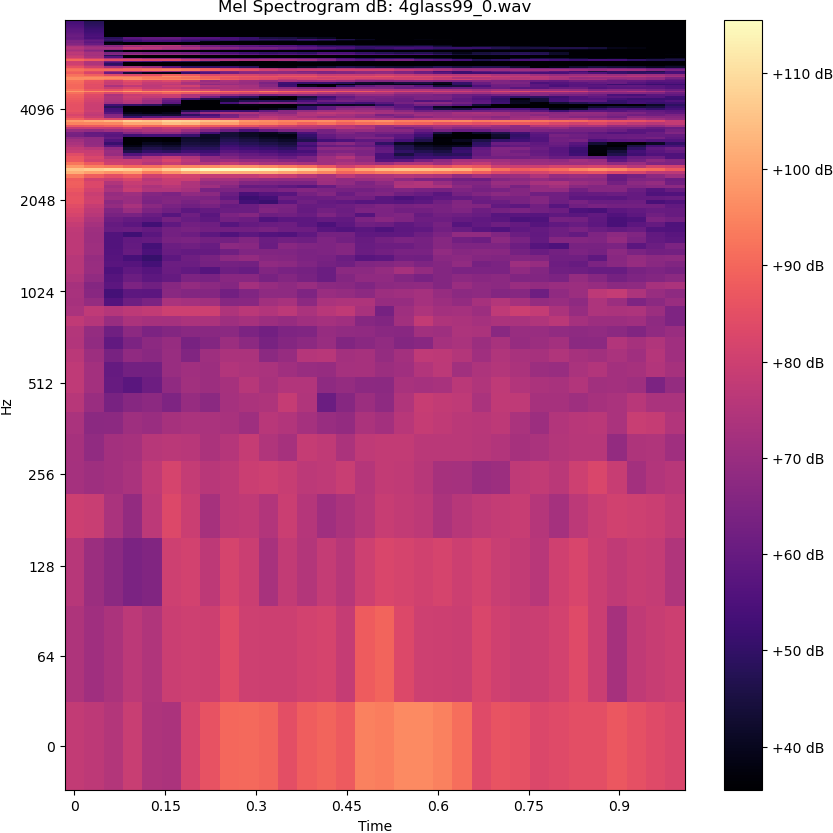 Mel Spectrogram dB: 4glass99_0.wav
Hz
4096
2048
1024
512
256
128
64
0
0
0.15
0.3
0.45
0.6
0.75
0.9
Time
+110 dB
+100 dB
+90 dB
+80 dB
+70 dB
+60 dB
+50 dB
+40 dB